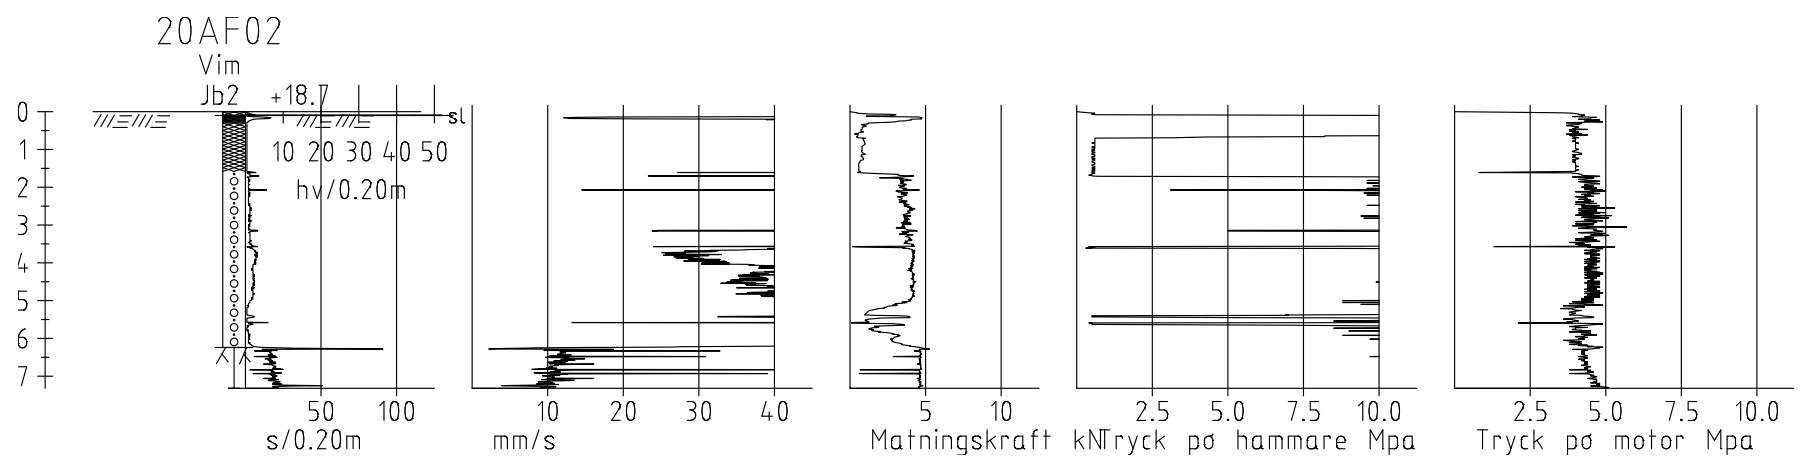 20AF02
Vim
Jb2 +18.7
sl
0
1
2
3
4
5
6
7
10 20 30 40 50
hv/0.20m
50 100
s/0.20m
10 20 30 40
mm/s
5 10
Matningskraft kN
2.5 5.0 7.5 10.0
Tryck pø hammare Mpa
2.5 5.0 7.5 10.0
Tryck pø motor Mpa